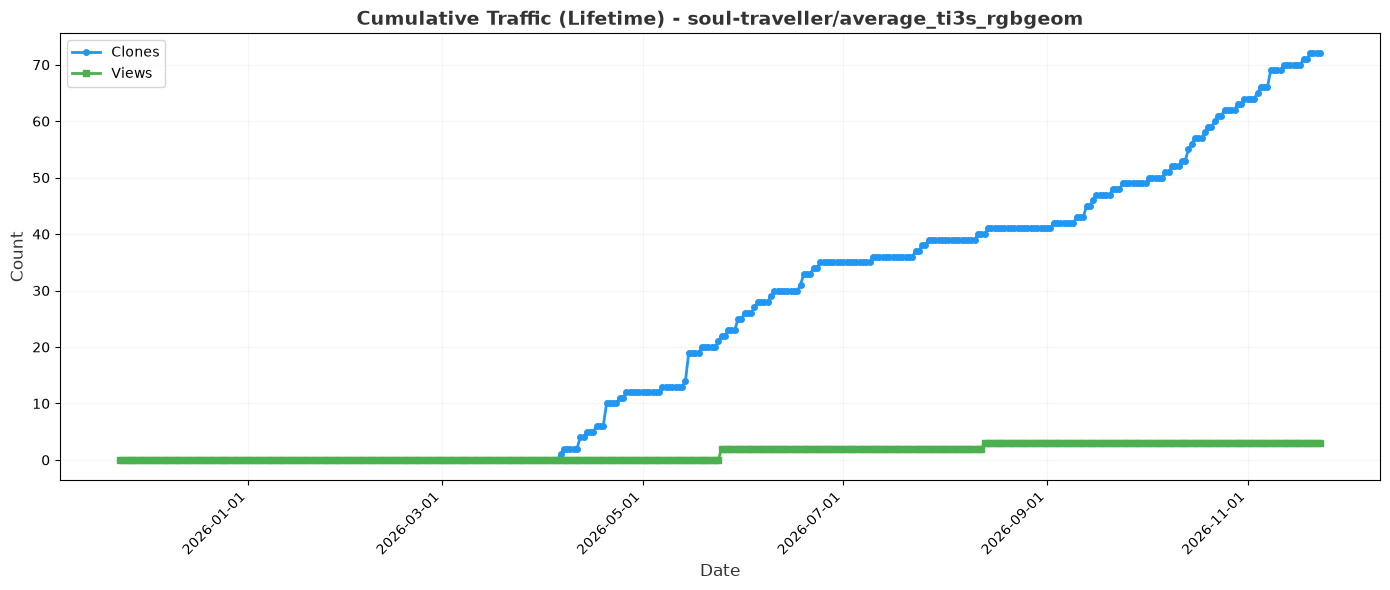 Cumulative Traffic (Lifetime) - soul-traveller/average_ti3s_rgbgeom
Clones
Views
Count
70
60
50
40
30
20
10
0
2026-01-01
2026-03-01
2026-05-01
2026-07-01
2026-09-01
2026-11-01
Date